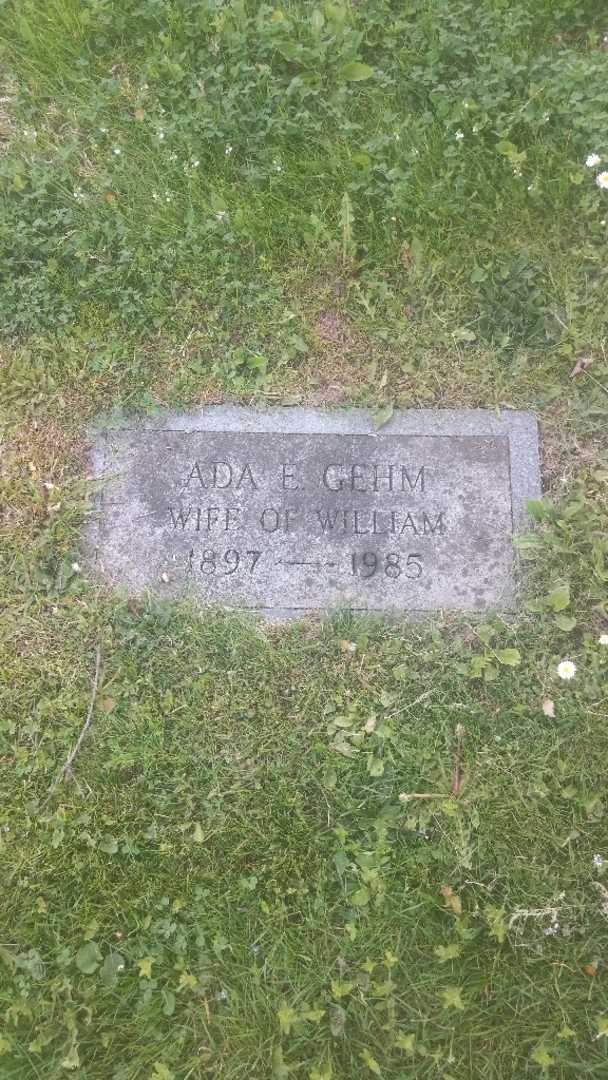 ADA E. GEHM
WIFE OF WILLIAM
1897 — 1985